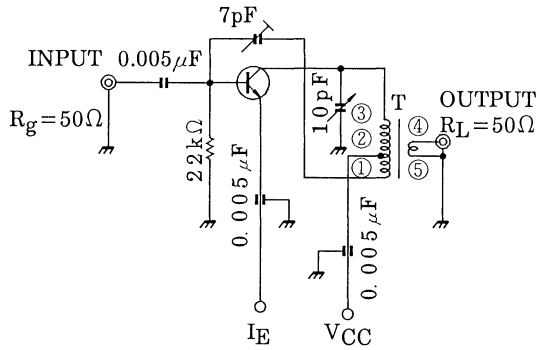 7pF
INPUT
0.005μF
Rg=50Ω
22kΩ
0.005μF
10pF
T
③
②
①
④
⑤
OUTPUT
RL=50Ω
0.005μF
IE
VCC